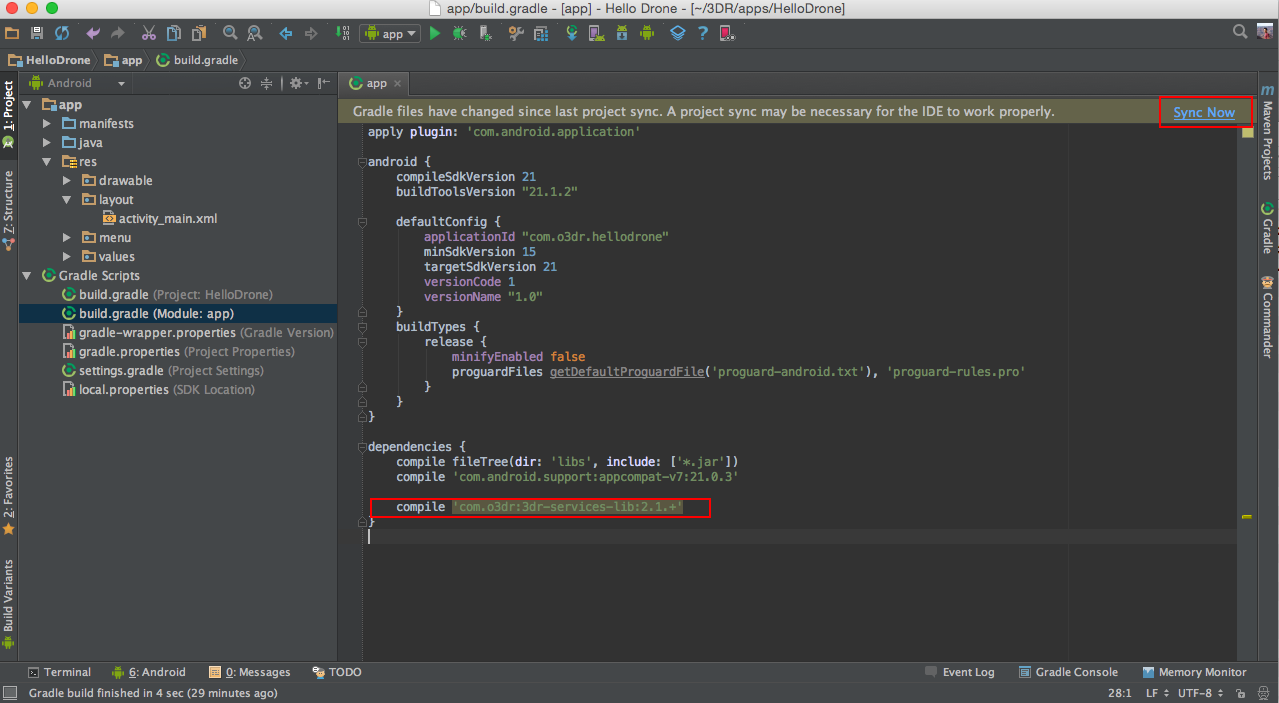 app/build.gradle - [app] - Hello Drone - [~/3DR/apps/HelloDrone]
app
HelloDrone
app
build.gradle
Android
app
1: Project
Z: Structure
2: Favorites
Build Variants
app
manifests
java
res
drawable
layout
activity_main.xml
menu
values
Gradle Scripts
build.gradle (Project: HelloDrone)
build.gradle (Module: app)
gradle-wrapper.properties (Gradle Version)
gradle.properties (Project Properties)
settings.gradle (Project Settings)
local.properties (SDK Location)
Gradle files have changed since last project sync. A project sync may be necessary for the IDE to work properly. Sync Now
apply plugin: 'com.android.application'
android {
compileSdkVersion 21
buildToolsVersion "21.1.2"
defaultConfig {
applicationId "com.o3dr.hellodrone"
minSdkVersion 15
targetSdkVersion 21
versionCode 1
versionName "1.0"
}
buildTypes {
release {
minifyEnabled false
proguardFiles getDefaultProguardFile('proguard-android.txt'), 'proguard-rules.pro'
}
}
}
dependencies {
compile fileTree(dir: 'libs', include: ['*.jar'])
compile 'com.android.support:appcompat-v7:21.0.3'
compile 'com.o3dr:3dr-services-lib:2.1.+'
}
m Maven Projects
Gradle
Commander
Terminal
6: Android
0: Messages
TODO
Event Log
Gradle Console
Memory Monitor
Gradle build finished in 4 sec (29 minutes ago)
28:1
LF
UTF-8